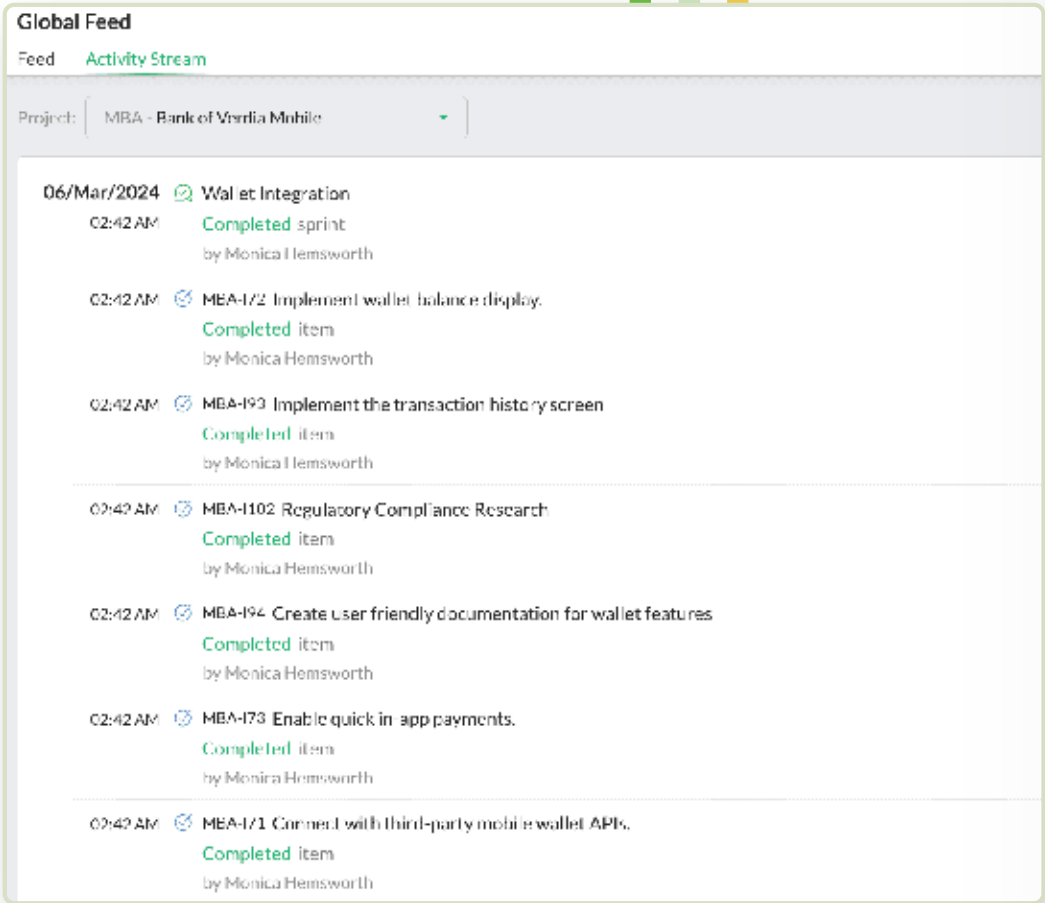 Global Feed
Feed Activity Stream
Project: MBA - Bank of Verdia Mobile
06/Mar/2024 Wallet Integration
02:42 AM Completed sprint
by Monica Hemsworth
02:42 AM MBA-I72 Implement wallet balance display.
Completed item
by Monica Hemsworth
02:42 AM MBA-I93 Implement the transaction history screen
Completed item
by Monica Hemsworth
02:42 AM MBA-I102 Regulatory Compliance Research
Completed item
by Monica Hemsworth
02:42 AM MBA-I94 Create user friendly documentation for wallet features
Completed item
by Monica Hemsworth
02:42 AM MBA-I73 Enable quick in-app payments.
Completed item
by Monica Hemsworth
02:42 AM MBA-I71 Connect with third-party mobile wallet APIs.
Completed item
by Monica Hemsworth